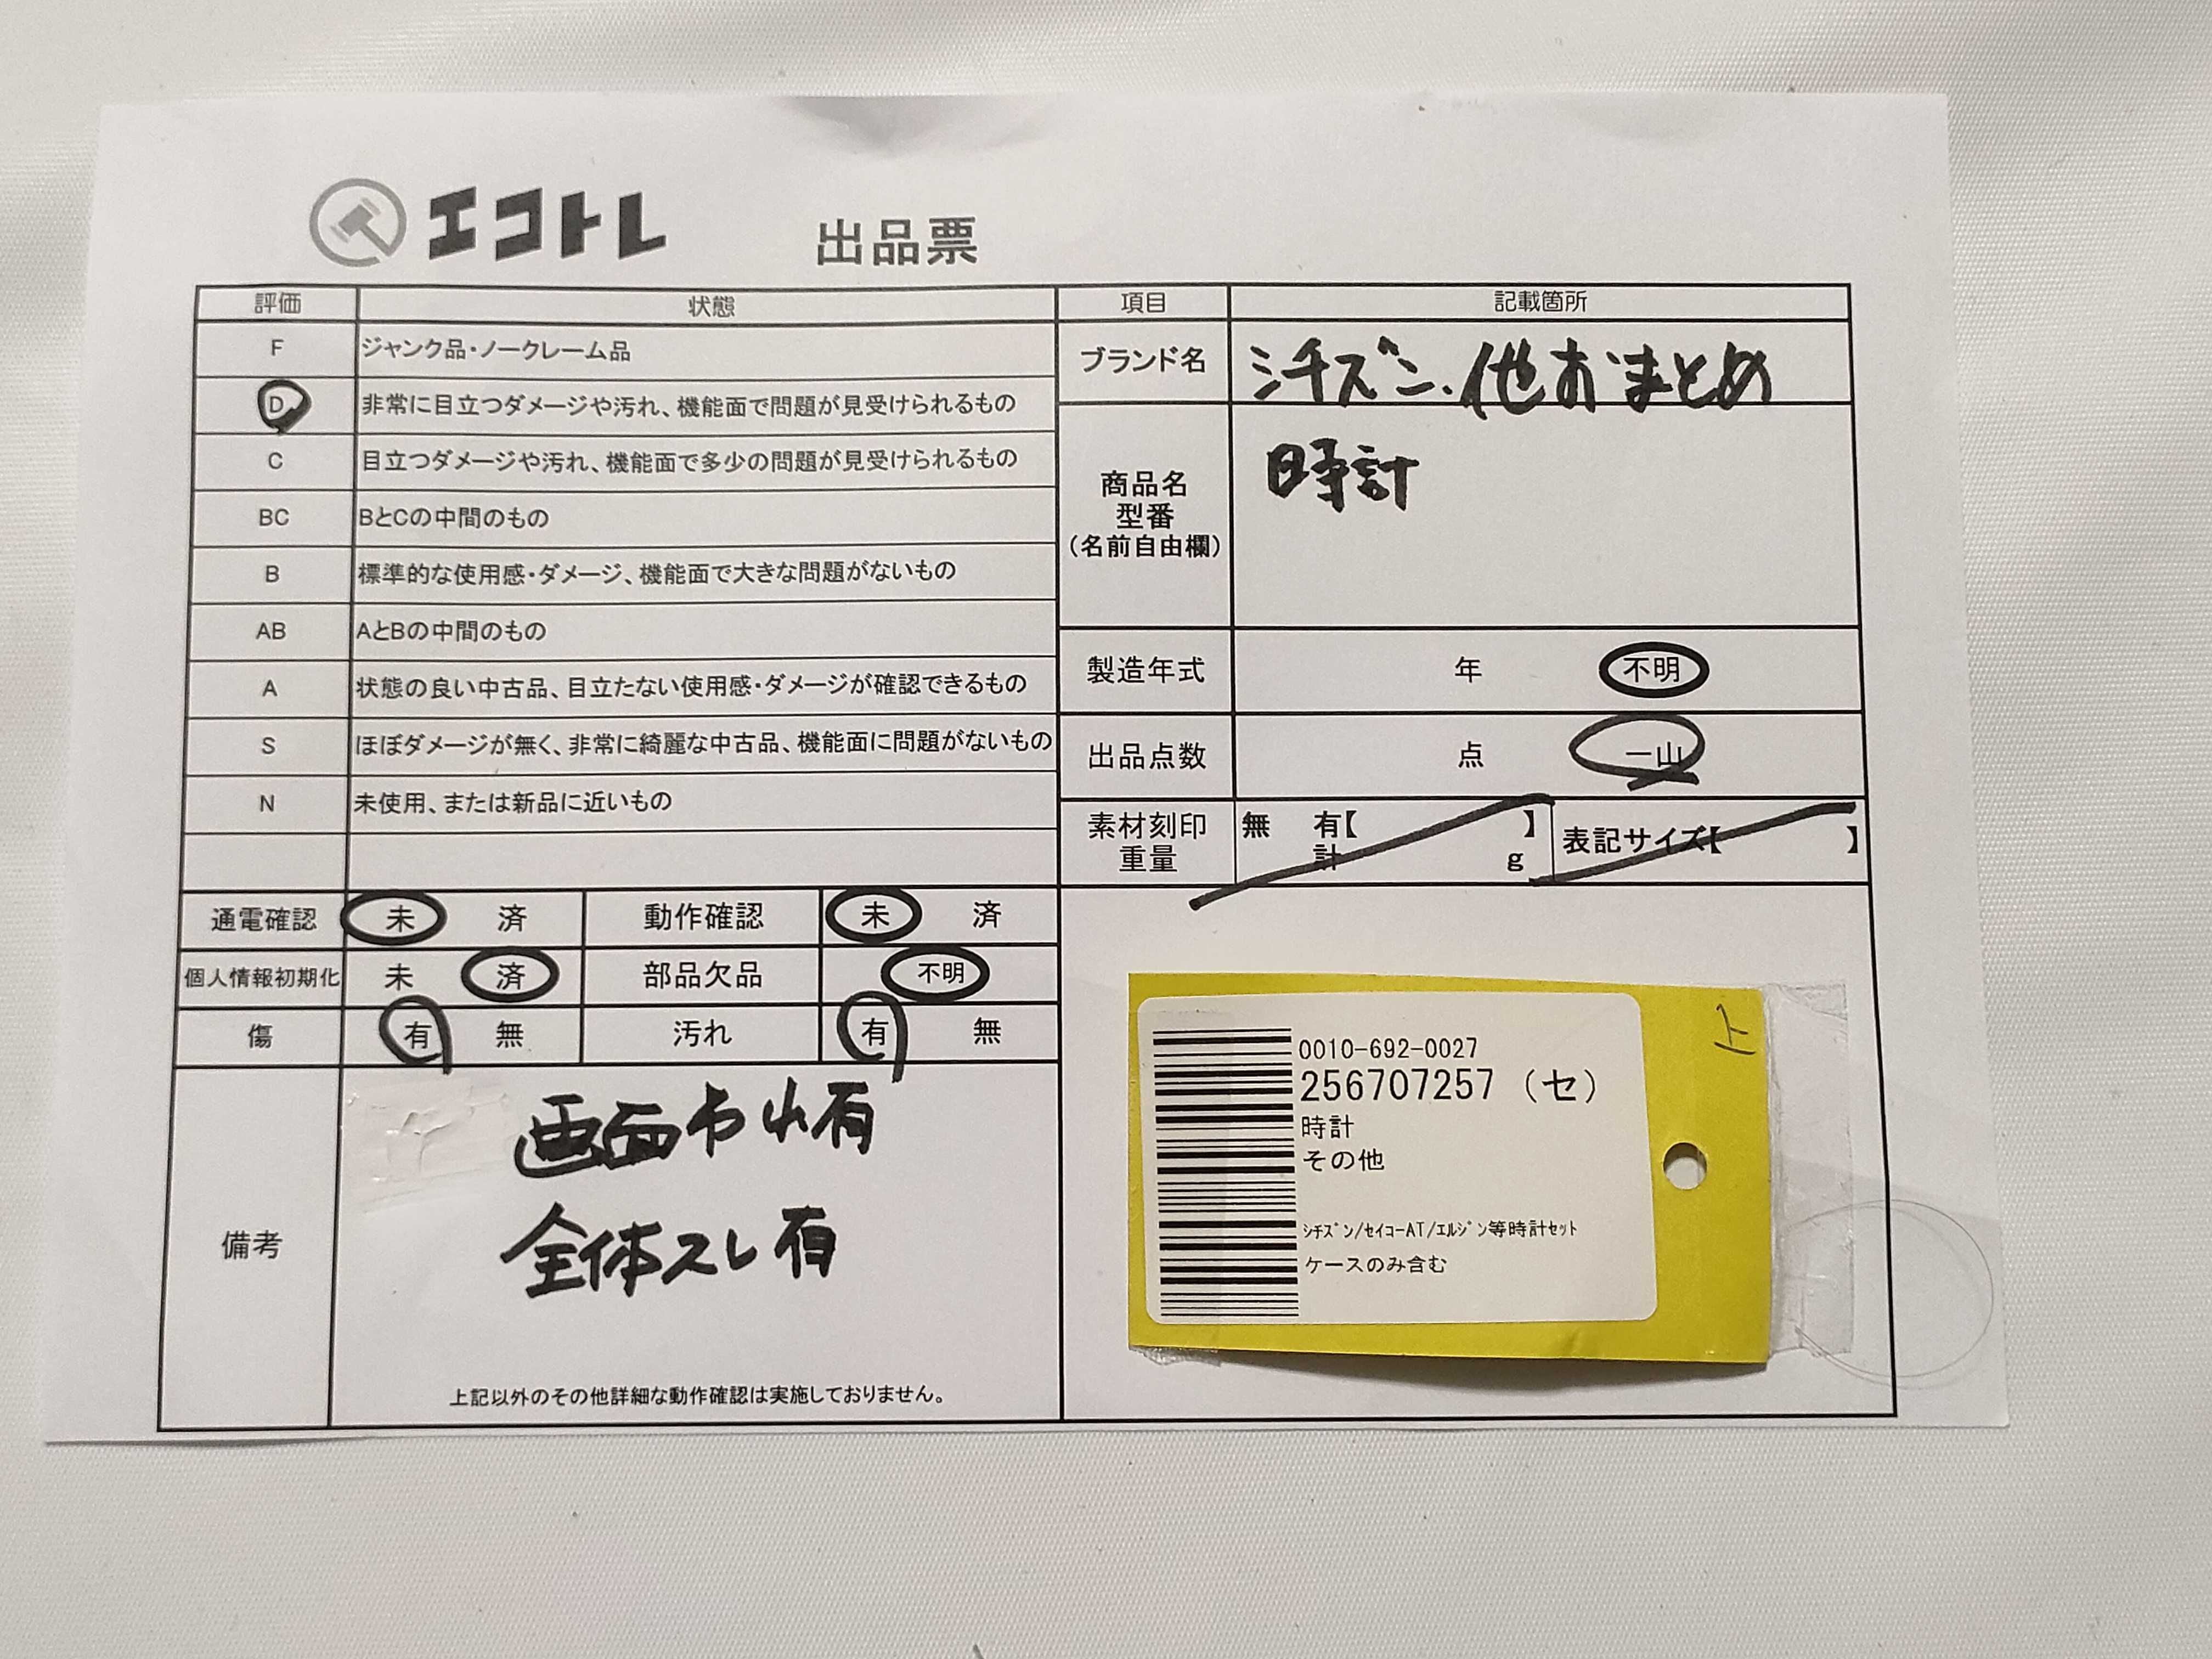 エコトレ 出品票
評価 状態
F ジャンク品・ノークレーム品
D 非常に目立つダメージや汚れ、機能面で問題が見受けられるもの
C 目立つダメージや汚れ、機能面で多少の問題が見受けられるもの
BC BとCの中間のもの
B 標準的な使用感・ダメージ、機能面で大きな問題がないもの
AB AとBの中間のもの
A 状態の良い中古品、目立たない使用感・ダメージが確認できるもの
S ほぼダメージが無く、非常に綺麗な中古品、機能面に問題がないもの
N 未使用、または新品に近いもの
通電確認 未 済 動作確認 未 済
個人情報初期化 未 済 部品欠品 不明
傷 有 無 汚れ 有 無
備考
画面ヤレ有
全体スレ有
上記以外のその他詳細な動作確認は実施しておりません。
項目 記載箇所
ブランド名 シチズン、他おまとめ
商品名
型番
(名前自由欄)
時計
製造年式 年 不明
出品点数 点 一山
素材刻印
重量
無 有【 】
計 g
表記サイズ【 】
0010-692-0027
256707257 (セ)
時計
その他
シチズン/セイコーAT/エルジン等時計セット
ケースのみ含む